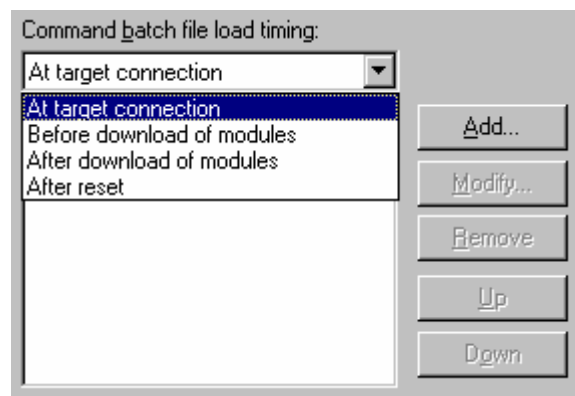 Command batch file load timing:
At target connection
At target connection
Before download of modules
After download of modules
After reset
Add...
Modify...
Remove
Up
Down